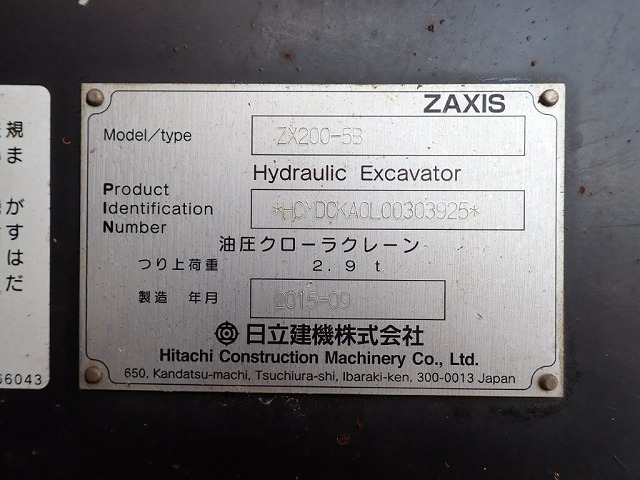 ZAXIS
Model/type ZX200-5B
Hydraulic Excavator
Product
Identification *HCMDCKA0L00303925*
Number
油圧クローラクレーン
つり上荷重 2.9t
製造 年月 2015-09
日立建機株式会社
Hitachi Construction Machinery Co., Ltd.
650, Kandatsu-machi, Tsuchiura-shi, Ibaraki-ken, 300-0013 Japan
規
ま
が
す
は
だ
66043